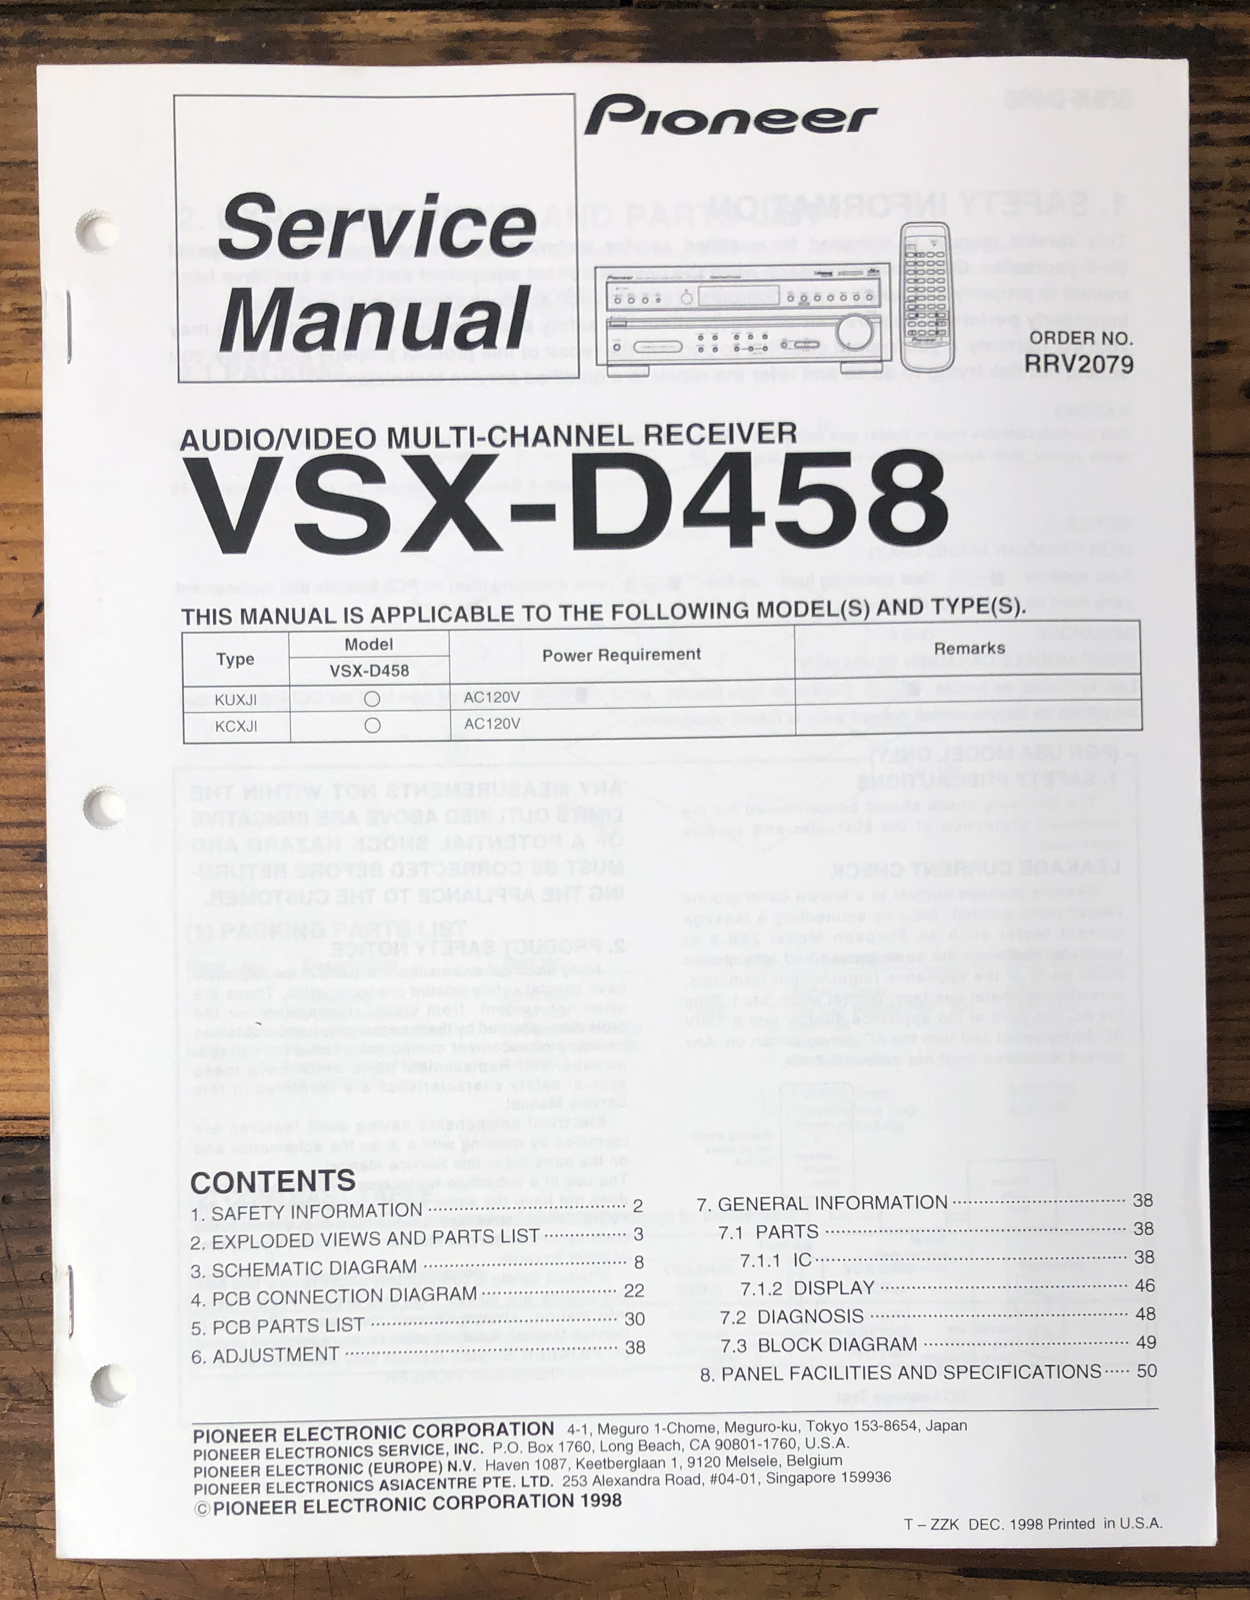 Pioneer
Service
Manual
ORDER NO.
RRV2079
AUDIO/VIDEO MULTI-CHANNEL RECEIVER
VSX-D458
THIS MANUAL IS APPLICABLE TO THE FOLLOWING MODEL(S) AND TYPE(S).
Type Model Power Requirement Remarks
VSX-D458
KUXJI ○ AC120V
KCXJI ○ AC120V
CONTENTS
1. SAFETY INFORMATION 2
2. EXPLODED VIEWS AND PARTS LIST 3
3. SCHEMATIC DIAGRAM 8
4. PCB CONNECTION DIAGRAM 22
5. PCB PARTS LIST 30
6. ADJUSTMENT 38
7. GENERAL INFORMATION 38
7.1 PARTS 38
7.1.1 IC 38
7.1.2 DISPLAY 46
7.2 DIAGNOSIS 48
7.3 BLOCK DIAGRAM 49
8. PANEL FACILITIES AND SPECIFICATIONS 50
PIONEER ELECTRONIC CORPORATION 4-1, Meguro 1-Chome, Meguro-ku, Tokyo 153-8654, Japan
PIONEER ELECTRONICS SERVICE, INC. P.O. Box 1760, Long Beach, CA 90801-1760, U.S.A.
PIONEER ELECTRONIC (EUROPE) N.V. Haven 1087, Keetberglaan 1, 9120 Melsele, Belgium
PIONEER ELECTRONICS ASIACENTRE PTE. LTD. 253 Alexandra Road, #04-01, Singapore 159936
© PIONEER ELECTRONIC CORPORATION 1998
T – ZZK DEC. 1998 Printed in U.S.A.